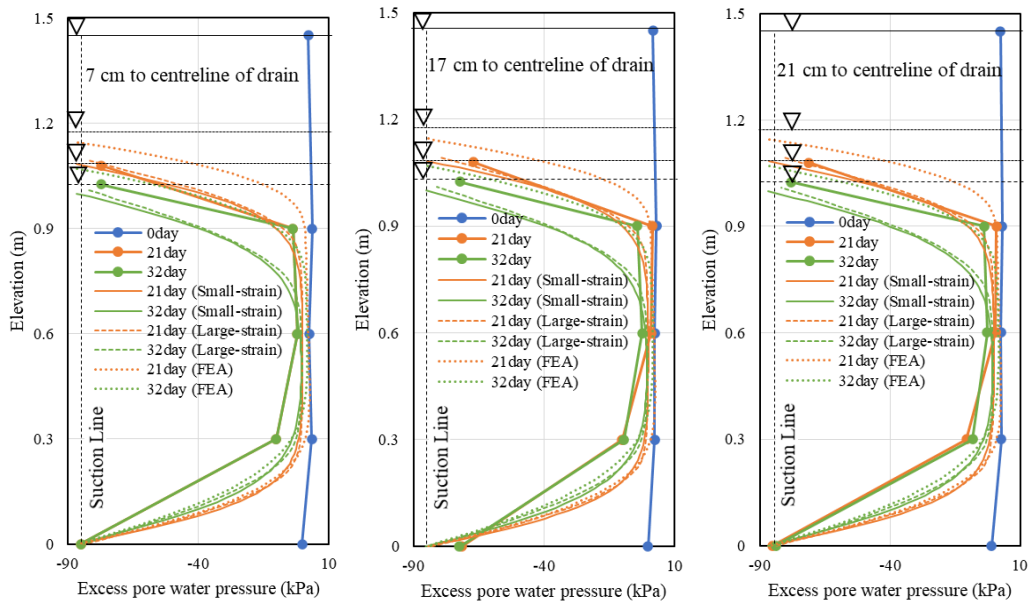 1.5
1.2
0.9
0.6
0.3
0
Elevation (m)
7 cm to centreline of drain
0day
21day
32day
21day (Small-strain)
32day (Small-strain)
21day (Large-strain)
32day (Large-strain)
21day (FEA)
32day (FEA)
Suction Line
-90
-40
10
Excess pore water pressure (kPa)
1.5
1.2
0.9
0.6
0.3
0
Elevation (m)
17 cm to centreline of drain
0day
21day
32day
21day (Small-strain)
32day (Small-strain)
21day (Large-strain)
32day (Large-strain)
21day (FEA)
32day (FEA)
Suction Line
-90
-40
10
Excess pore water pressure (kPa)
1.5
1.2
0.9
0.6
0.3
0
Elevation (m)
21 cm to centreline of drain
0day
21day
32day
21day (Small-strain)
32day (Small-strain)
21day (Large-strain)
32day (Large-strain)
21day (FEA)
32day (FEA)
Suction Line
-90
-40
10
Excess pore water pressure (kPa)